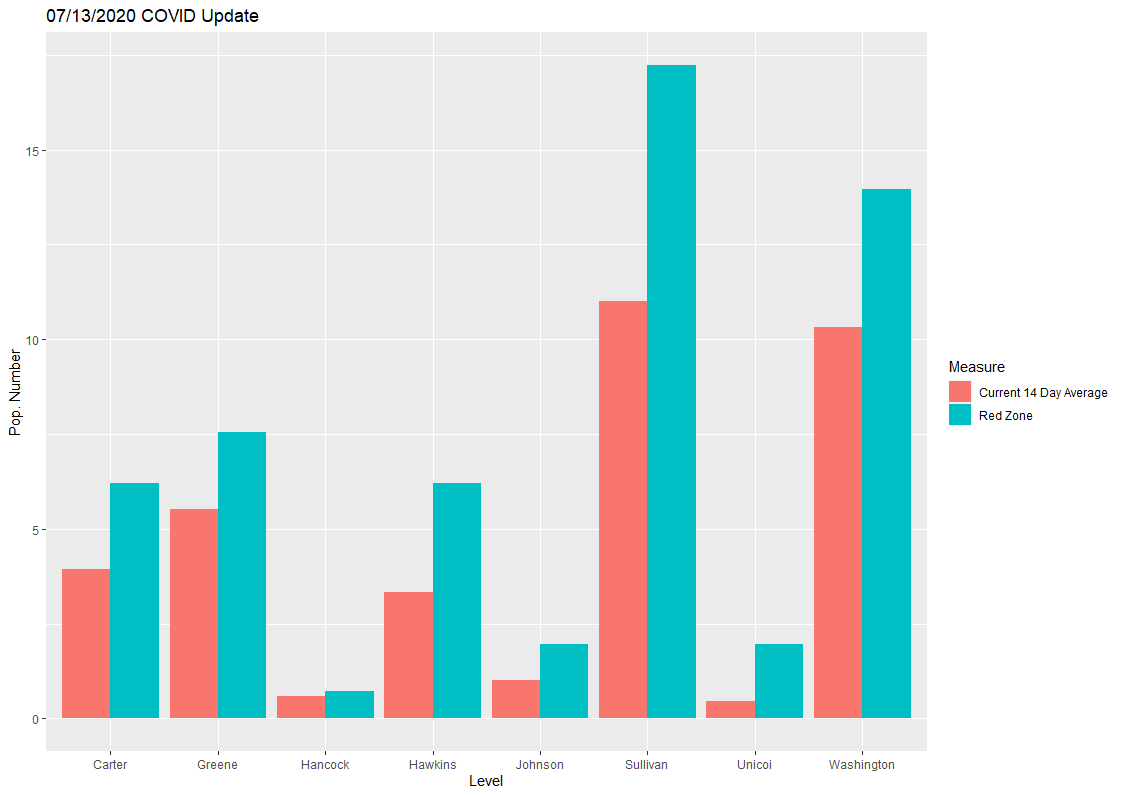 07/13/2020 COVID Update
Pop. Number
15
10
5
0
Carter Greene Hancock Hawkins Johnson Sullivan Unicoi Washington
Level
Measure
Current 14 Day Average
Red Zone